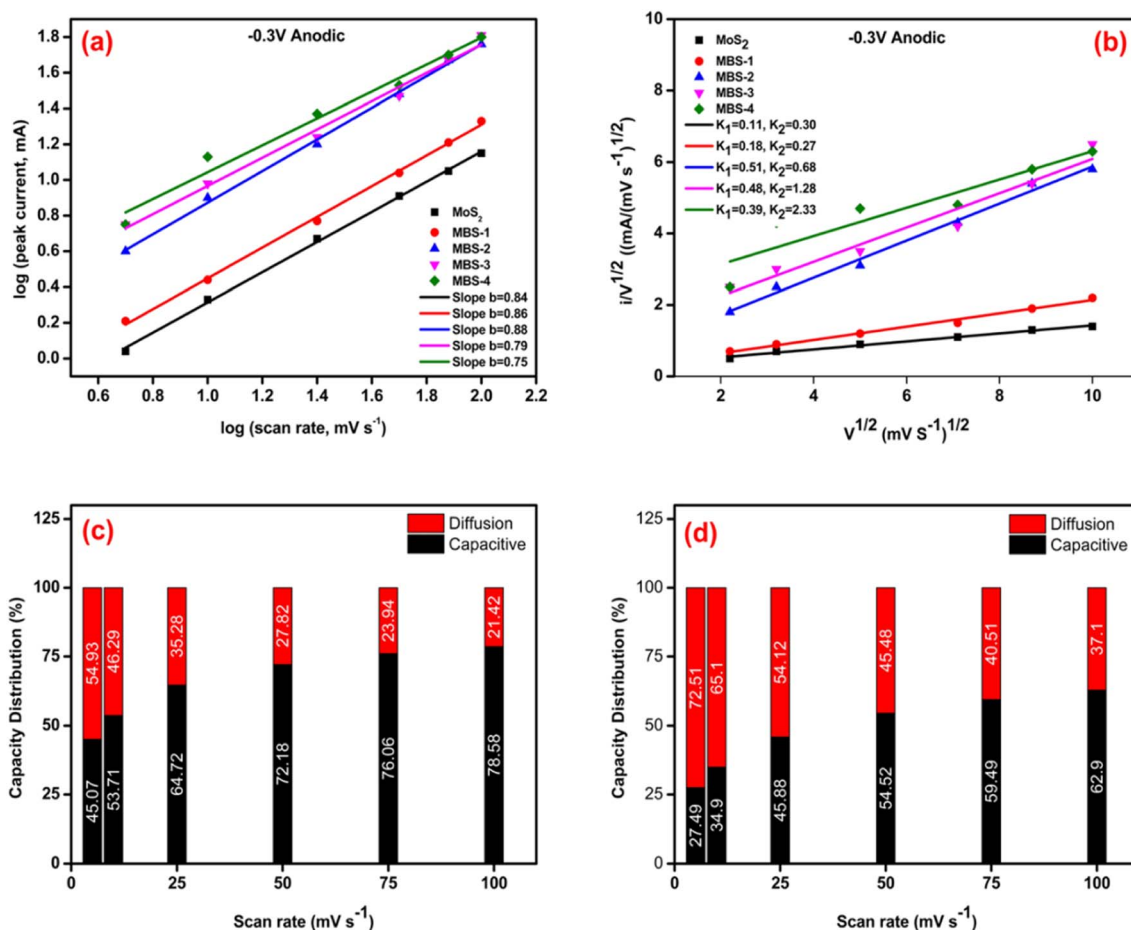 (a)
-0.3V Anodic
MoS2
MBS-1
MBS-2
MBS-3
MBS-4
Slope b=0.84
Slope b=0.86
Slope b=0.88
Slope b=0.79
Slope b=0.75
log (peak current, mA)
1.8
1.6
1.4
1.2
1.0
0.8
0.6
0.4
0.2
0.0
0.6 0.8 1.0 1.2 1.4 1.6 1.8 2.0 2.2
log (scan rate, mV s-1)
(b)
-0.3V Anodic
MoS2
MBS-1
MBS-2
MBS-3
MBS-4
K1=0.11, K2=0.30
K1=0.18, K2=0.27
K1=0.51, K2=0.68
K1=0.48, K2=1.28
K1=0.39, K2=2.33
i/V1/2 ((mA/(mV s-1)1/2)
10
8
6
4
2
0
0 2 4 6 8 10
V1/2 (mV S-1)1/2
(c)
Diffusion
Capacitive
Capacity Distribution (%)
125
100
75
50
25
0
54.93 46.29 35.28 27.82 23.94 21.42
45.07 53.71 64.72 72.18 76.06 78.58
0 25 50 75 100
Scan rate (mV s-1)
(d)
Diffusion
Capacitive
Capacity Distribution (%)
125
100
75
50
25
0
72.51 65.1 54.12 45.48 40.51 37.1
27.49 34.9 45.88 54.52 59.49 62.9
0 25 50 75 100
Scan rate (mV s-1)